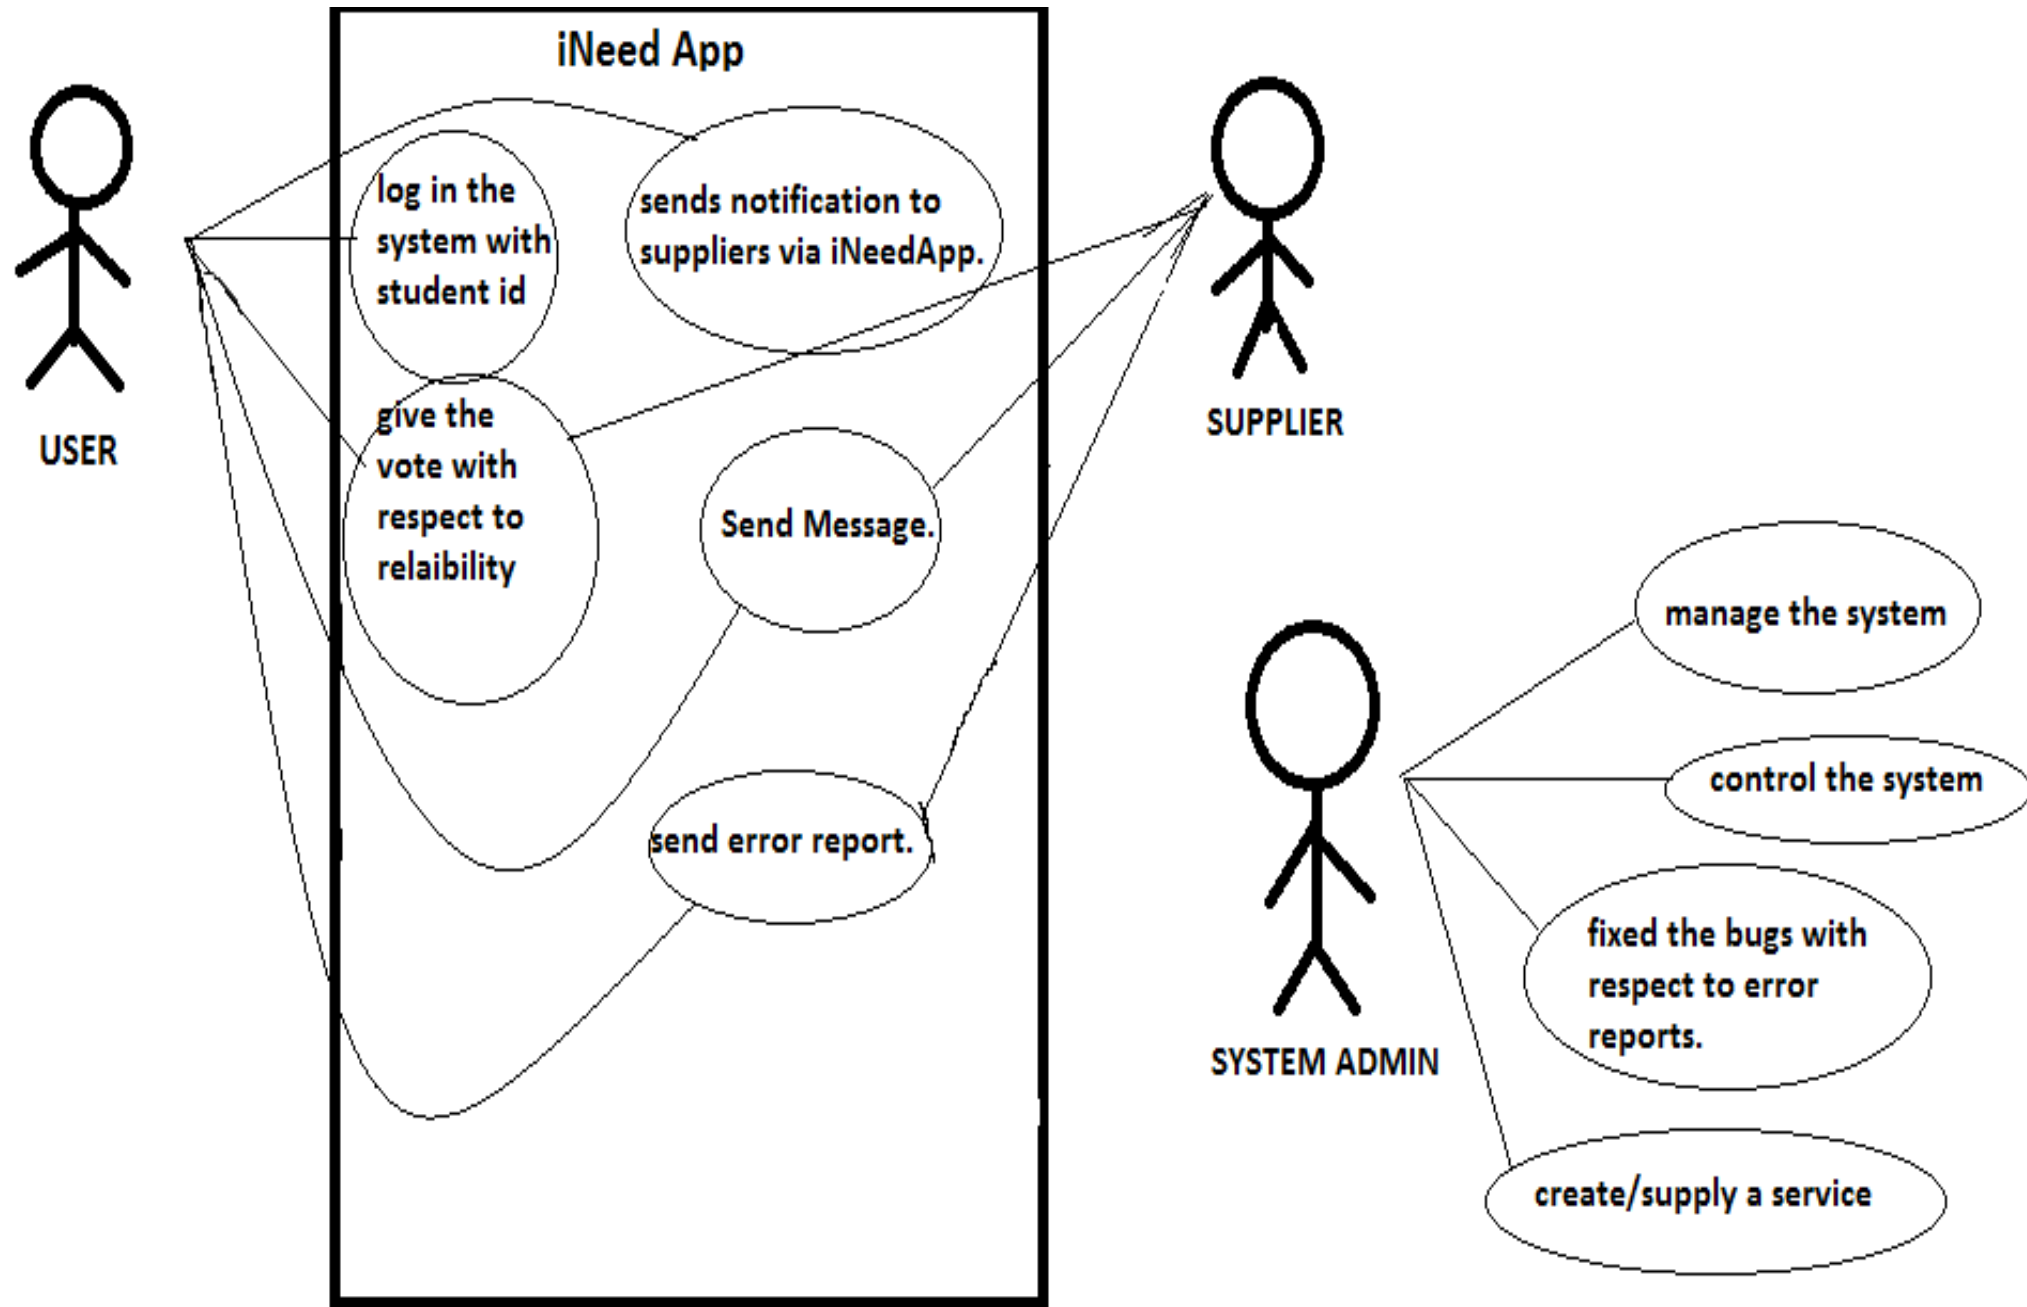 iNeed App
log in the
system with
student id
sends notification to
suppliers via iNeedApp.
USER
give the
vote with
respect to
relaibility
Send Message.
SUPPLIER
send error report.
manage the system
control the system
fixed the bugs with
respect to error
reports.
SYSTEM ADMIN
create/supply a service